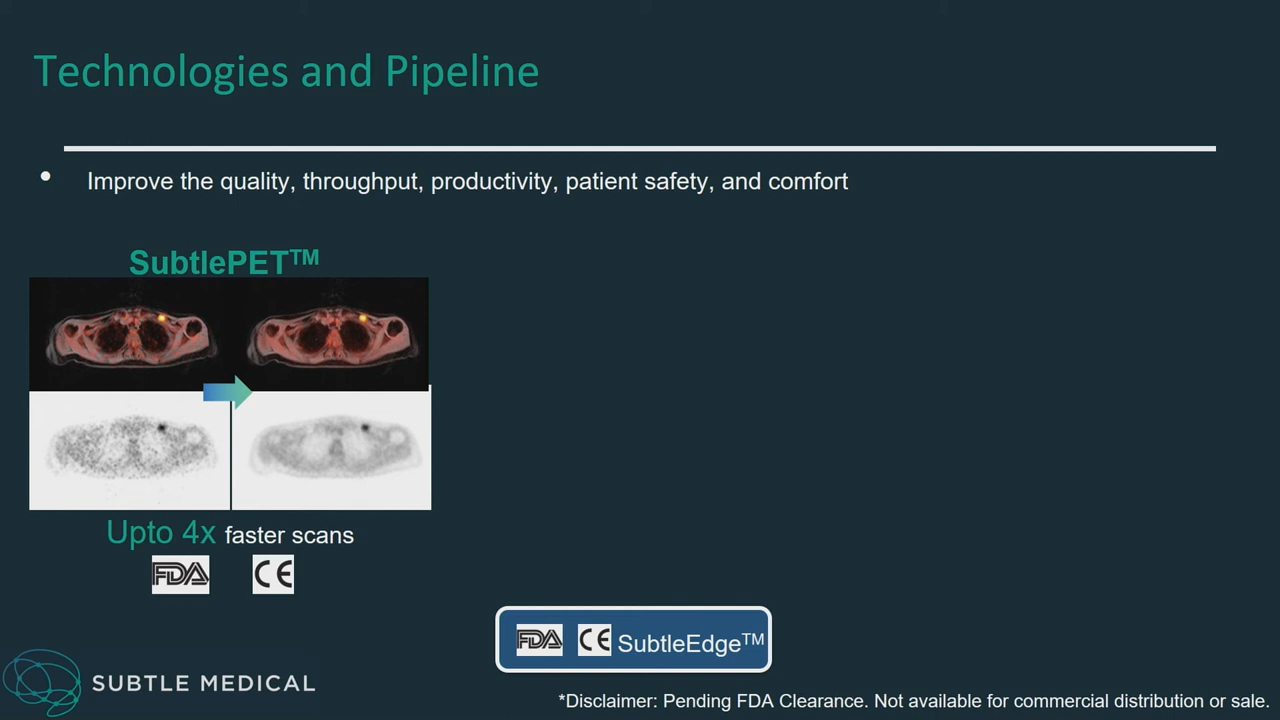 Technologies and Pipeline
• Improve the quality, throughput, productivity, patient safety, and comfort
SubtlePET™
Upto 4x faster scans
FDA CE
FDA CE SubtleEdge™
SUBTLE MEDICAL
*Disclaimer: Pending FDA Clearance. Not available for commercial distribution or sale.